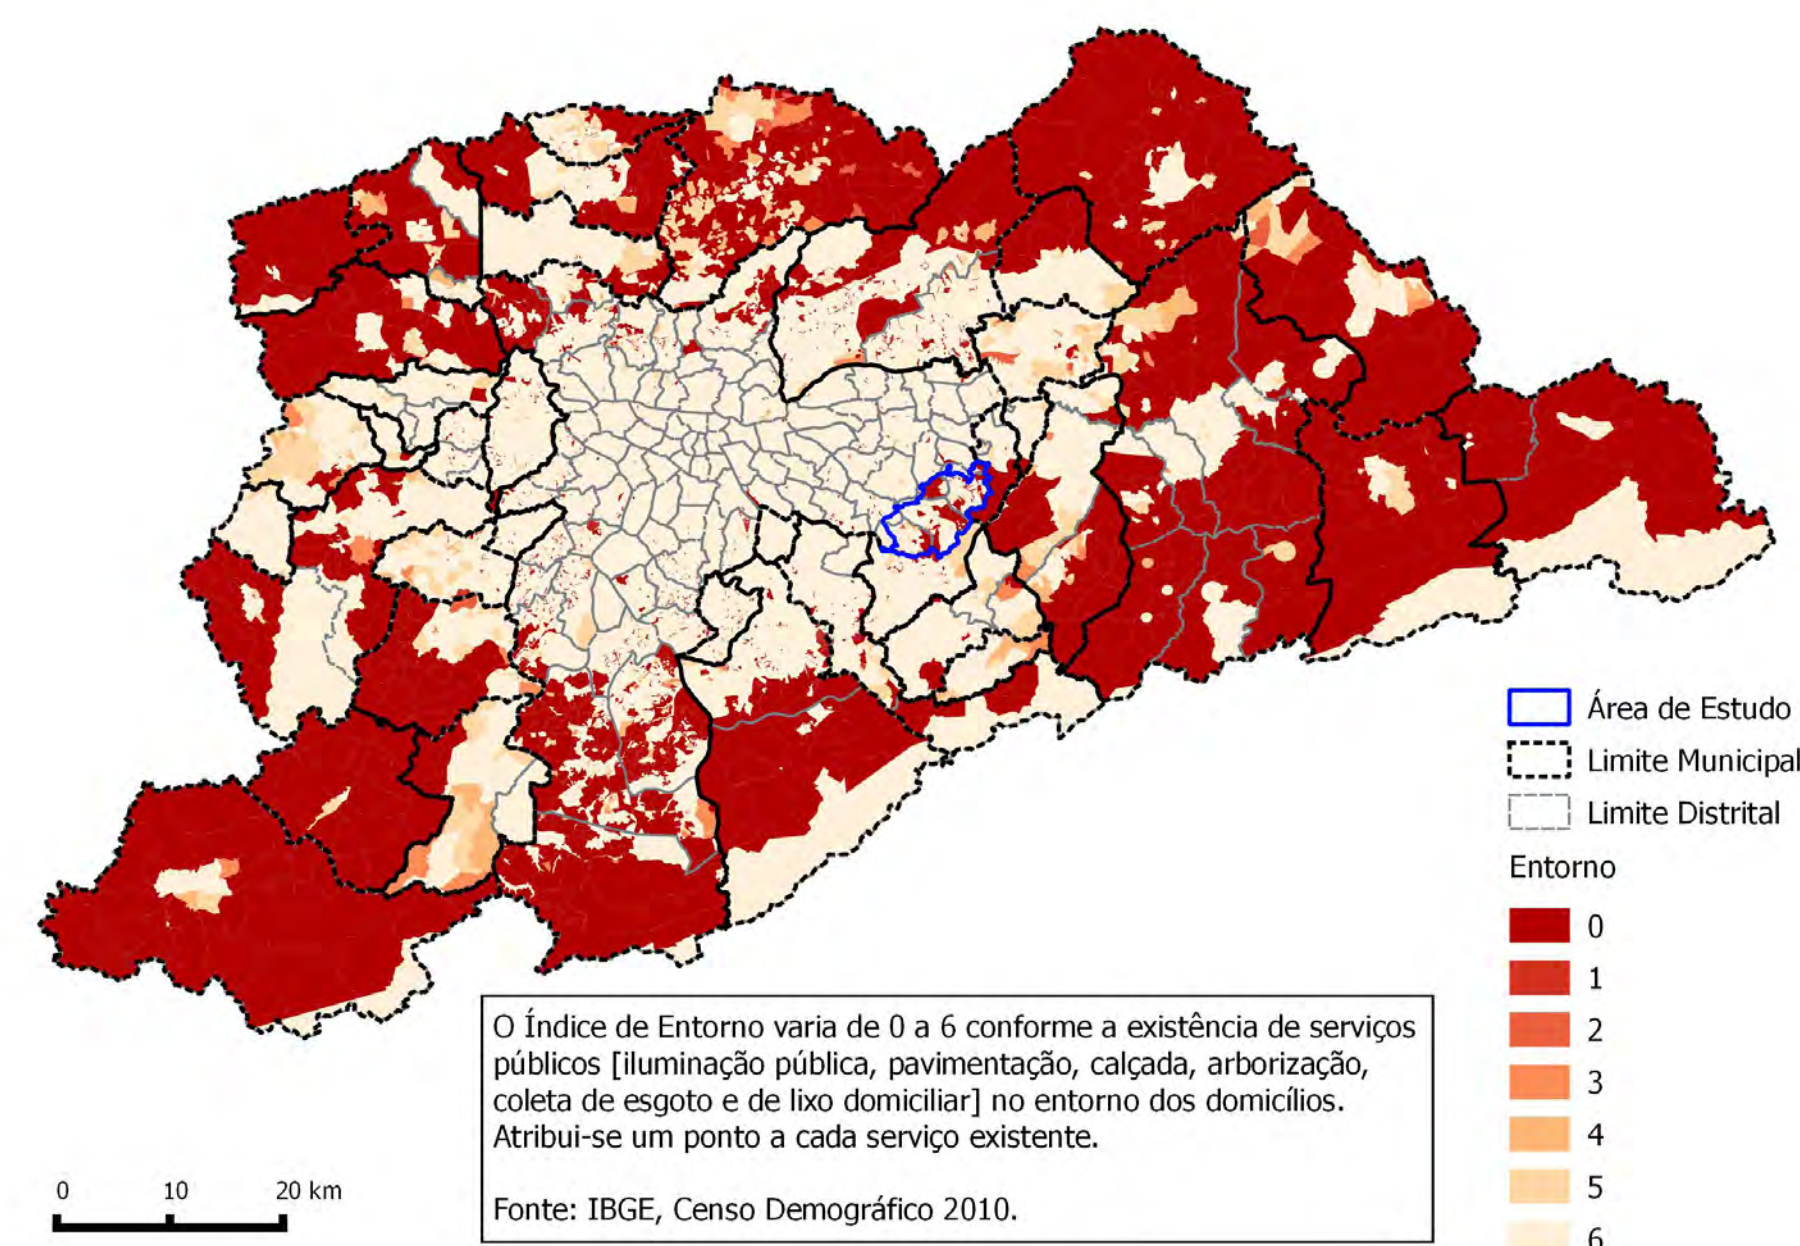 Área de Estudo
Limite Municipal
Limite Distrital
Entorno
0
1
2
3
4
5
6
O Índice de Entorno varia de 0 a 6 conforme a existência de serviços
públicos [iluminação pública, pavimentação, calçada, arborização,
coleta de esgoto e de lixo domiciliar] no entorno dos domicílios.
Atribui-se um ponto a cada serviço existente.
Fonte: IBGE, Censo Demográfico 2010.
0 10 20 km